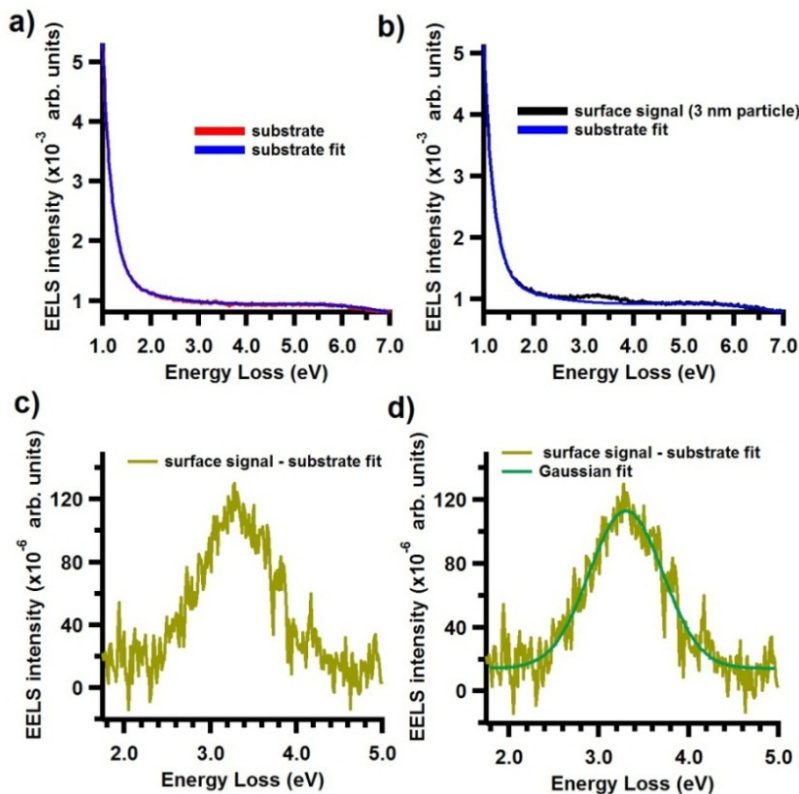 a)
EELS intensity (x10⁻³ arb. units)
5
4
2
1
substrate
substrate fit
1.0 2.0 3.0 4.0 5.0 6.0 7.0
Energy Loss (eV)
b)
EELS intensity (x10⁻³ arb. units)
5
4
2
1
surface signal (3 nm particle)
substrate fit
1.0 2.0 3.0 4.0 5.0 6.0 7.0
Energy Loss (eV)
c)
EELS intensity (x10⁻⁶ arb. units)
120
80
40
0
surface signal - substrate fit
2.0 3.0 4.0 5.0
Energy Loss (eV)
d)
EELS intensity (x10⁻⁶ arb. units)
120
80
40
0
surface signal - substrate fit
Gaussian fit
2.0 3.0 4.0 5.0
Energy Loss (eV)